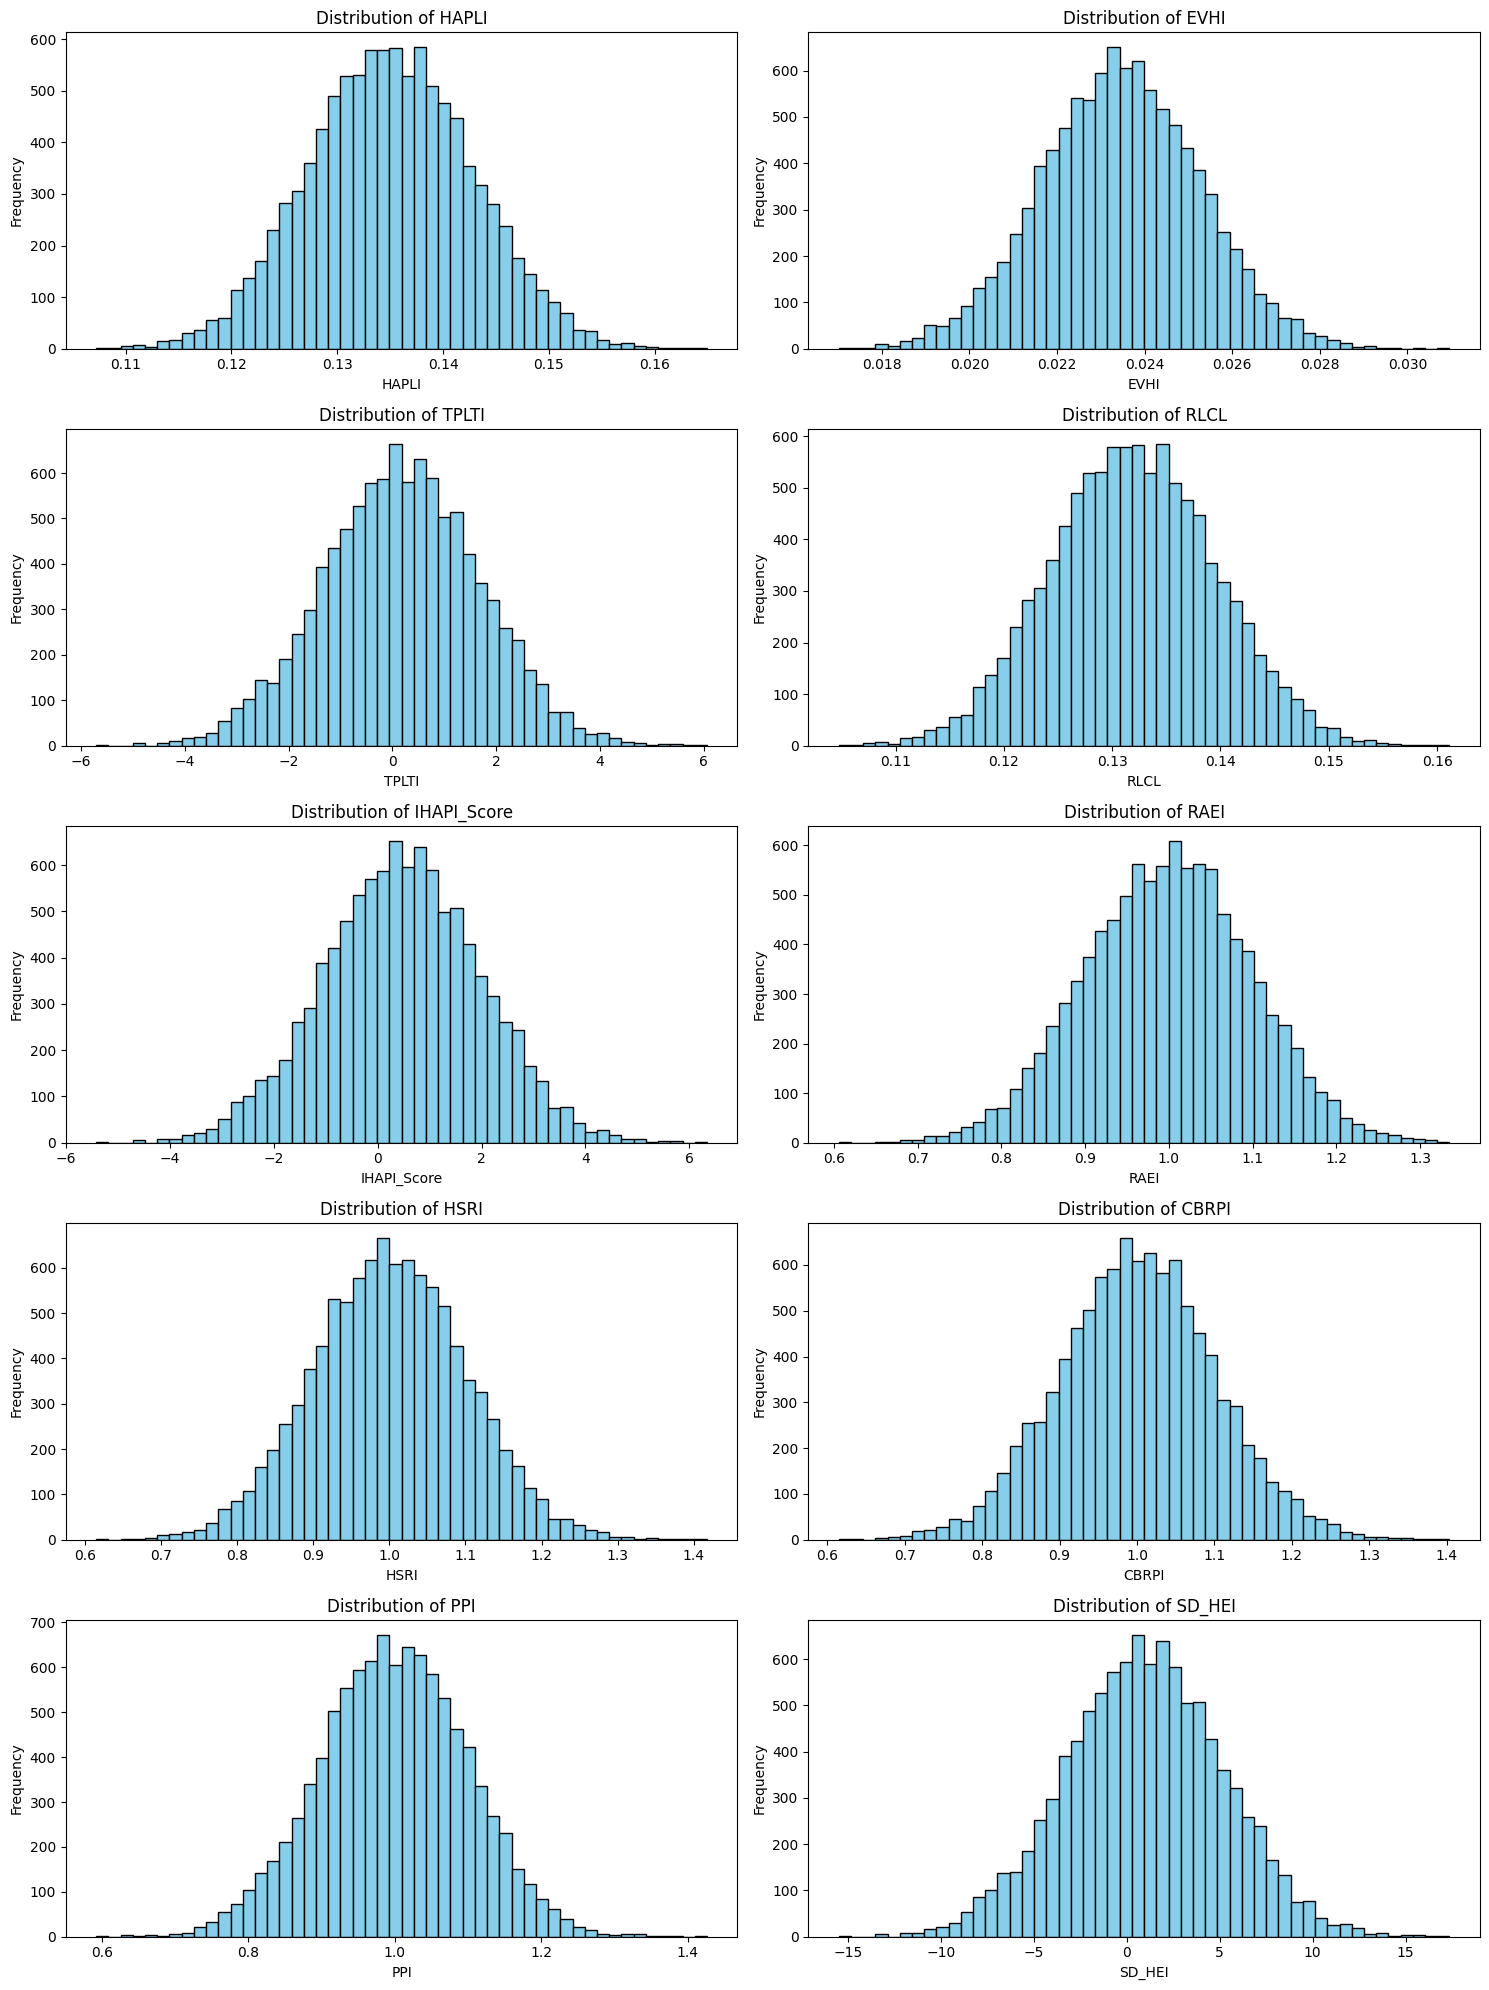 Distribution of HAPLI
600
500
400
300
200
100
0
Frequency
0.11 0.12 0.13 0.14 0.15 0.16
HAPLI
Distribution of EVHI
600
500
400
300
200
100
0
Frequency
0.018 0.020 0.022 0.024 0.026 0.028 0.030
EVHI
Distribution of TPLTI
600
500
400
300
200
100
0
Frequency
−6 −4 −2 0 2 4 6
TPLTI
Distribution of RLCL
600
500
400
300
200
100
0
Frequency
0.11 0.12 0.13 0.14 0.15 0.16
RLCL
Distribution of IHAPI_Score
600
500
400
300
200
100
0
Frequency
−6 −4 −2 0 2 4 6
IHAPI_Score
Distribution of RAEI
600
500
400
300
200
100
0
Frequency
0.6 0.7 0.8 0.9 1.0 1.1 1.2 1.3
RAEI
Distribution of HSRI
600
500
400
300
200
100
0
Frequency
0.6 0.7 0.8 0.9 1.0 1.1 1.2 1.3 1.4
HSRI
Distribution of CBRPI
600
500
400
300
200
100
0
Frequency
0.6 0.7 0.8 0.9 1.0 1.1 1.2 1.3 1.4
CBRPI
Distribution of PPI
700
600
500
400
300
200
100
0
Frequency
0.6 0.8 1.0 1.2 1.4
PPI
Distribution of SD_HEI
600
500
400
300
200
100
0
Frequency
−15 −10 −5 0 5 10 15
SD_HEI